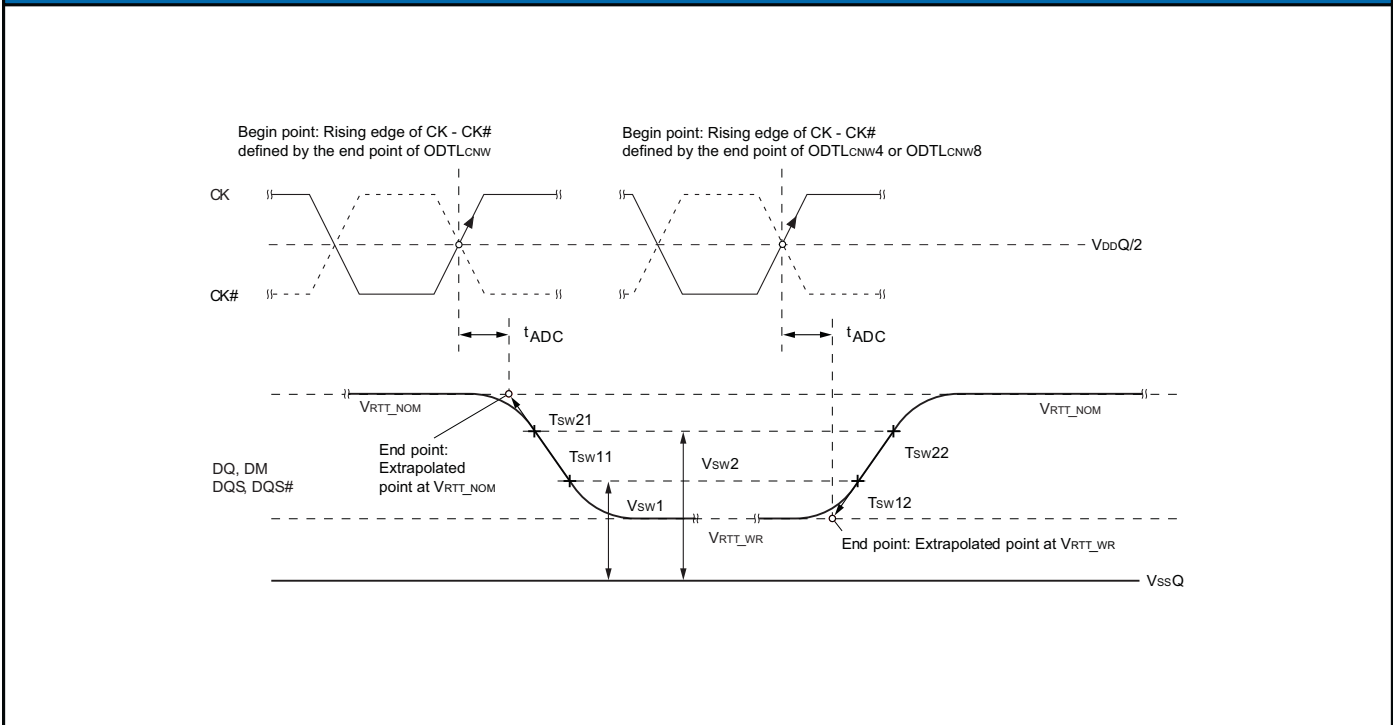 Begin point: Rising edge of CK - CK#
defined by the end point of ODTLCNW
Begin point: Rising edge of CK - CK#
defined by the end point of ODTLCNW4 or ODTLCNW8
CK
VDDQ/2
CK#
tADC
tADC
VRTT_NOM
VRTT_NOM
TSW21
End point:
Extrapolated
point at VRTT_NOM
TSW11
VSW2
TSW22
DQ, DM
DQS, DQS#
VSW1
TSW12
VRTT_WR
End point: Extrapolated point at VRTT_WR
VSSQ